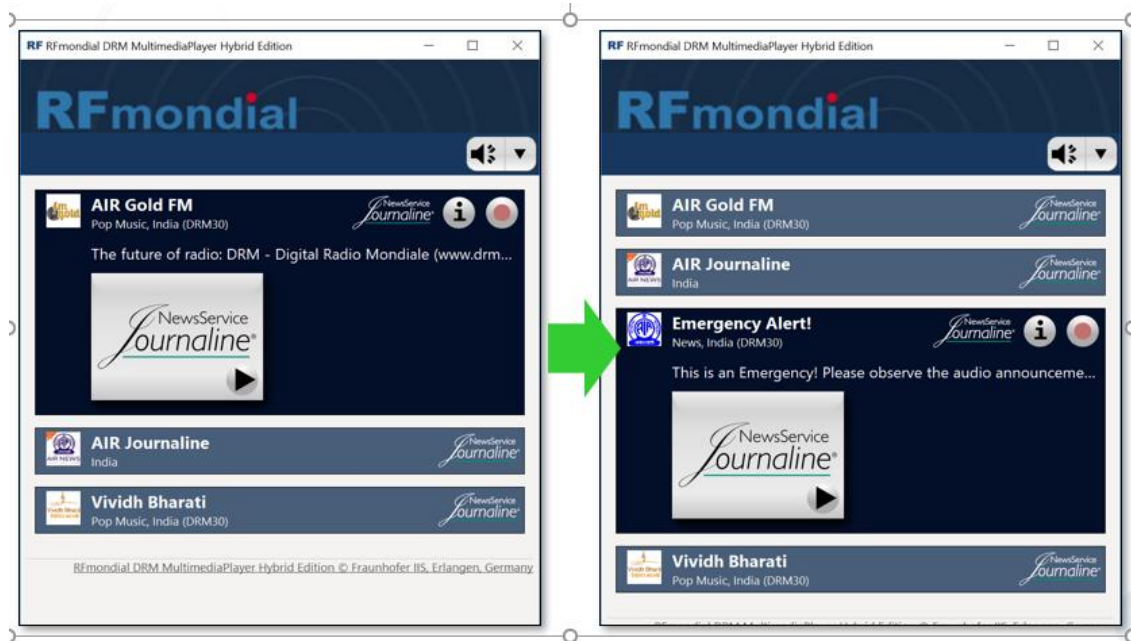 RF RFmondial DRM MultimediaPlayer Hybrid Edition
RFmondial
AIR Gold FM
Pop Music, India (DRM30)
NewsService Journaline®
The future of radio: DRM - Digital Radio Mondiale (www.drm...
NewsService
Journaline®
AIR NEWS
AIR Journaline
India
NewsService Journaline®
Vividh Bharati
Pop Music, India (DRM30)
NewsService Journaline®
RFmondial DRM MultimediaPlayer Hybrid Edition © Fraunhofer IIS, Erlangen, Germany
RF RFmondial DRM MultimediaPlayer Hybrid Edition
RFmondial
AIR Gold FM
Pop Music, India (DRM30)
NewsService Journaline®
AIR NEWS
AIR Journaline
India
NewsService Journaline®
Emergency Alert!
News, India (DRM30)
NewsService Journaline®
This is an Emergency! Please observe the audio announceme...
NewsService
Journaline®
Vividh Bharati
Pop Music, India (DRM30)
NewsService Journaline®